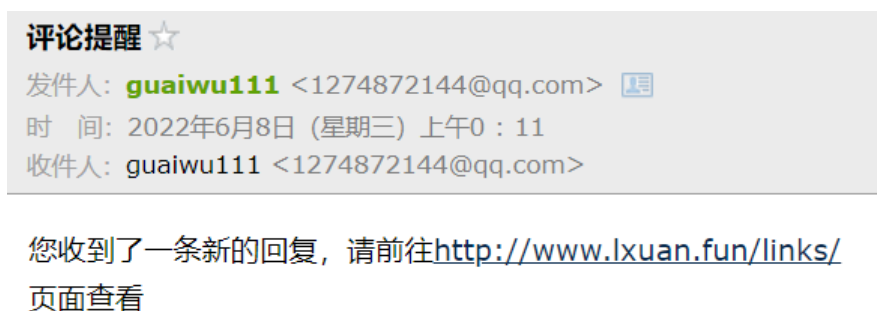 评论提醒
发件人: guaiwu111 <1274872144@qq.com>
时　间: 2022年6月8日 (星期三) 上午0 : 11
收件人: guaiwu111 <1274872144@qq.com>
您收到了一条新的回复，请前往http://www.lxuan.fun/links/
页面查看